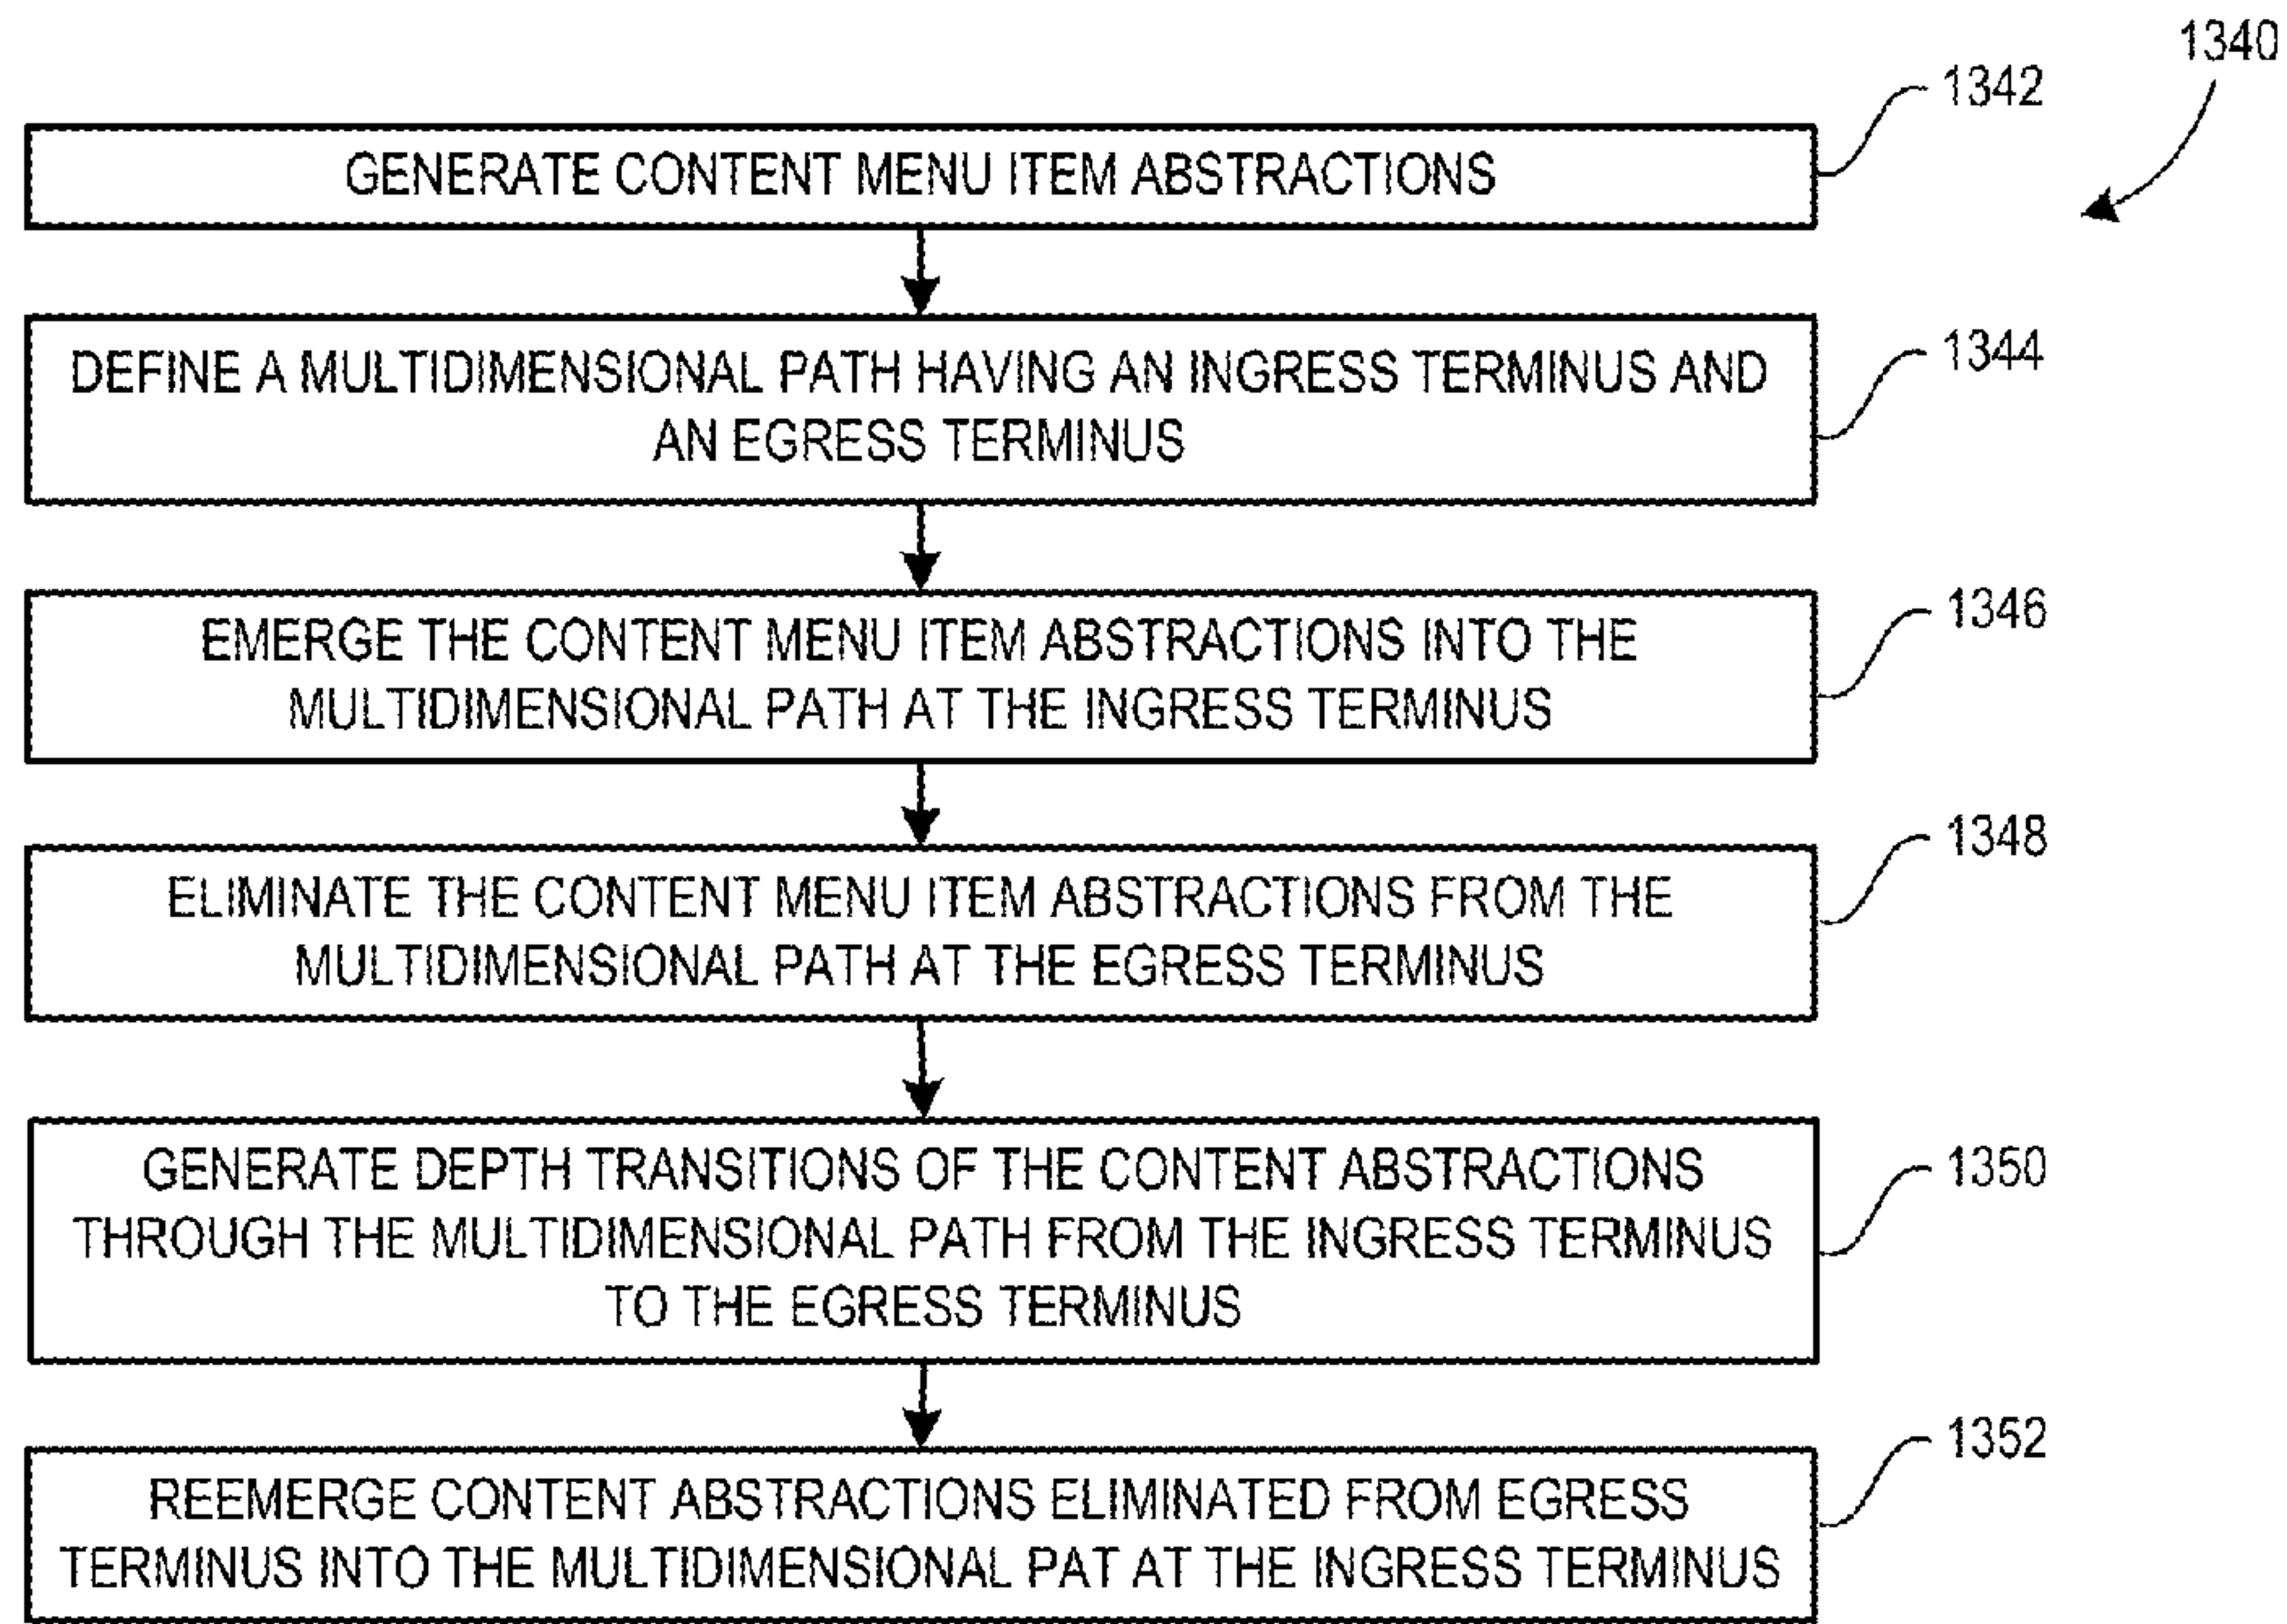 1340
1342
GENERATE CONTENT MENU ITEM ABSTRACTIONS
1344
DEFINE A MULTIDIMENSIONAL PATH HAVING AN INGRESS TERMINUS AND
AN EGRESS TERMINUS
1346
EMERGE THE CONTENT MENU ITEM ABSTRACTIONS INTO THE
MULTIDIMENSIONAL PATH AT THE INGRESS TERMINUS
1348
ELIMINATE THE CONTENT MENU ITEM ABSTRACTIONS FROM THE
MULTIDIMENSIONAL PATH AT THE EGRESS TERMINUS
1350
GENERATE DEPTH TRANSITIONS OF THE CONTENT ABSTRACTIONS
THROUGH THE MULTIDIMENSIONAL PATH FROM THE INGRESS TERMINUS
TO THE EGRESS TERMINUS
1352
REEMERGE CONTENT ABSTRACTIONS ELIMINATED FROM EGRESS
TERMINUS INTO THE MULTIDIMENSIONAL PAT AT THE INGRESS TERMINUS